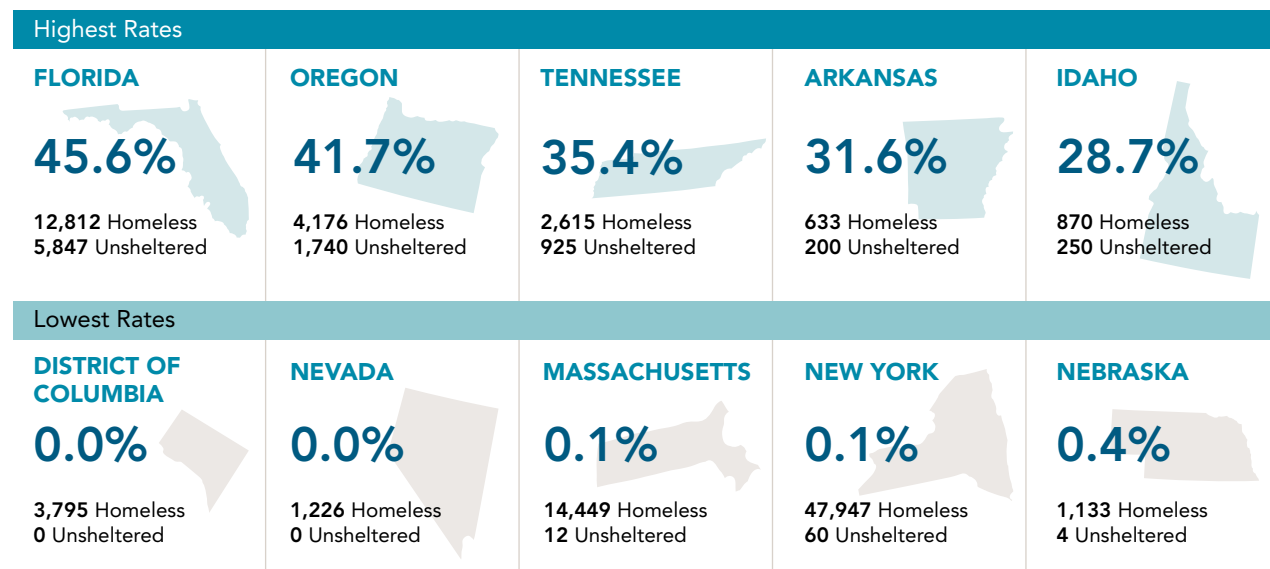 Highest Rates
FLORIDA
45.6%
12,812 Homeless
5,847 Unsheltered
OREGON
41.7%
4,176 Homeless
1,740 Unsheltered
TENNESSEE
35.4%
2,615 Homeless
925 Unsheltered
ARKANSAS
31.6%
633 Homeless
200 Unsheltered
IDAHO
28.7%
870 Homeless
250 Unsheltered
Lowest Rates
DISTRICT OF
COLUMBIA
0.0%
3,795 Homeless
0 Unsheltered
NEVADA
0.0%
1,226 Homeless
0 Unsheltered
MASSACHUSETTS
0.1%
14,449 Homeless
12 Unsheltered
NEW YORK
0.1%
47,947 Homeless
60 Unsheltered
NEBRASKA
0.4%
1,133 Homeless
4 Unsheltered